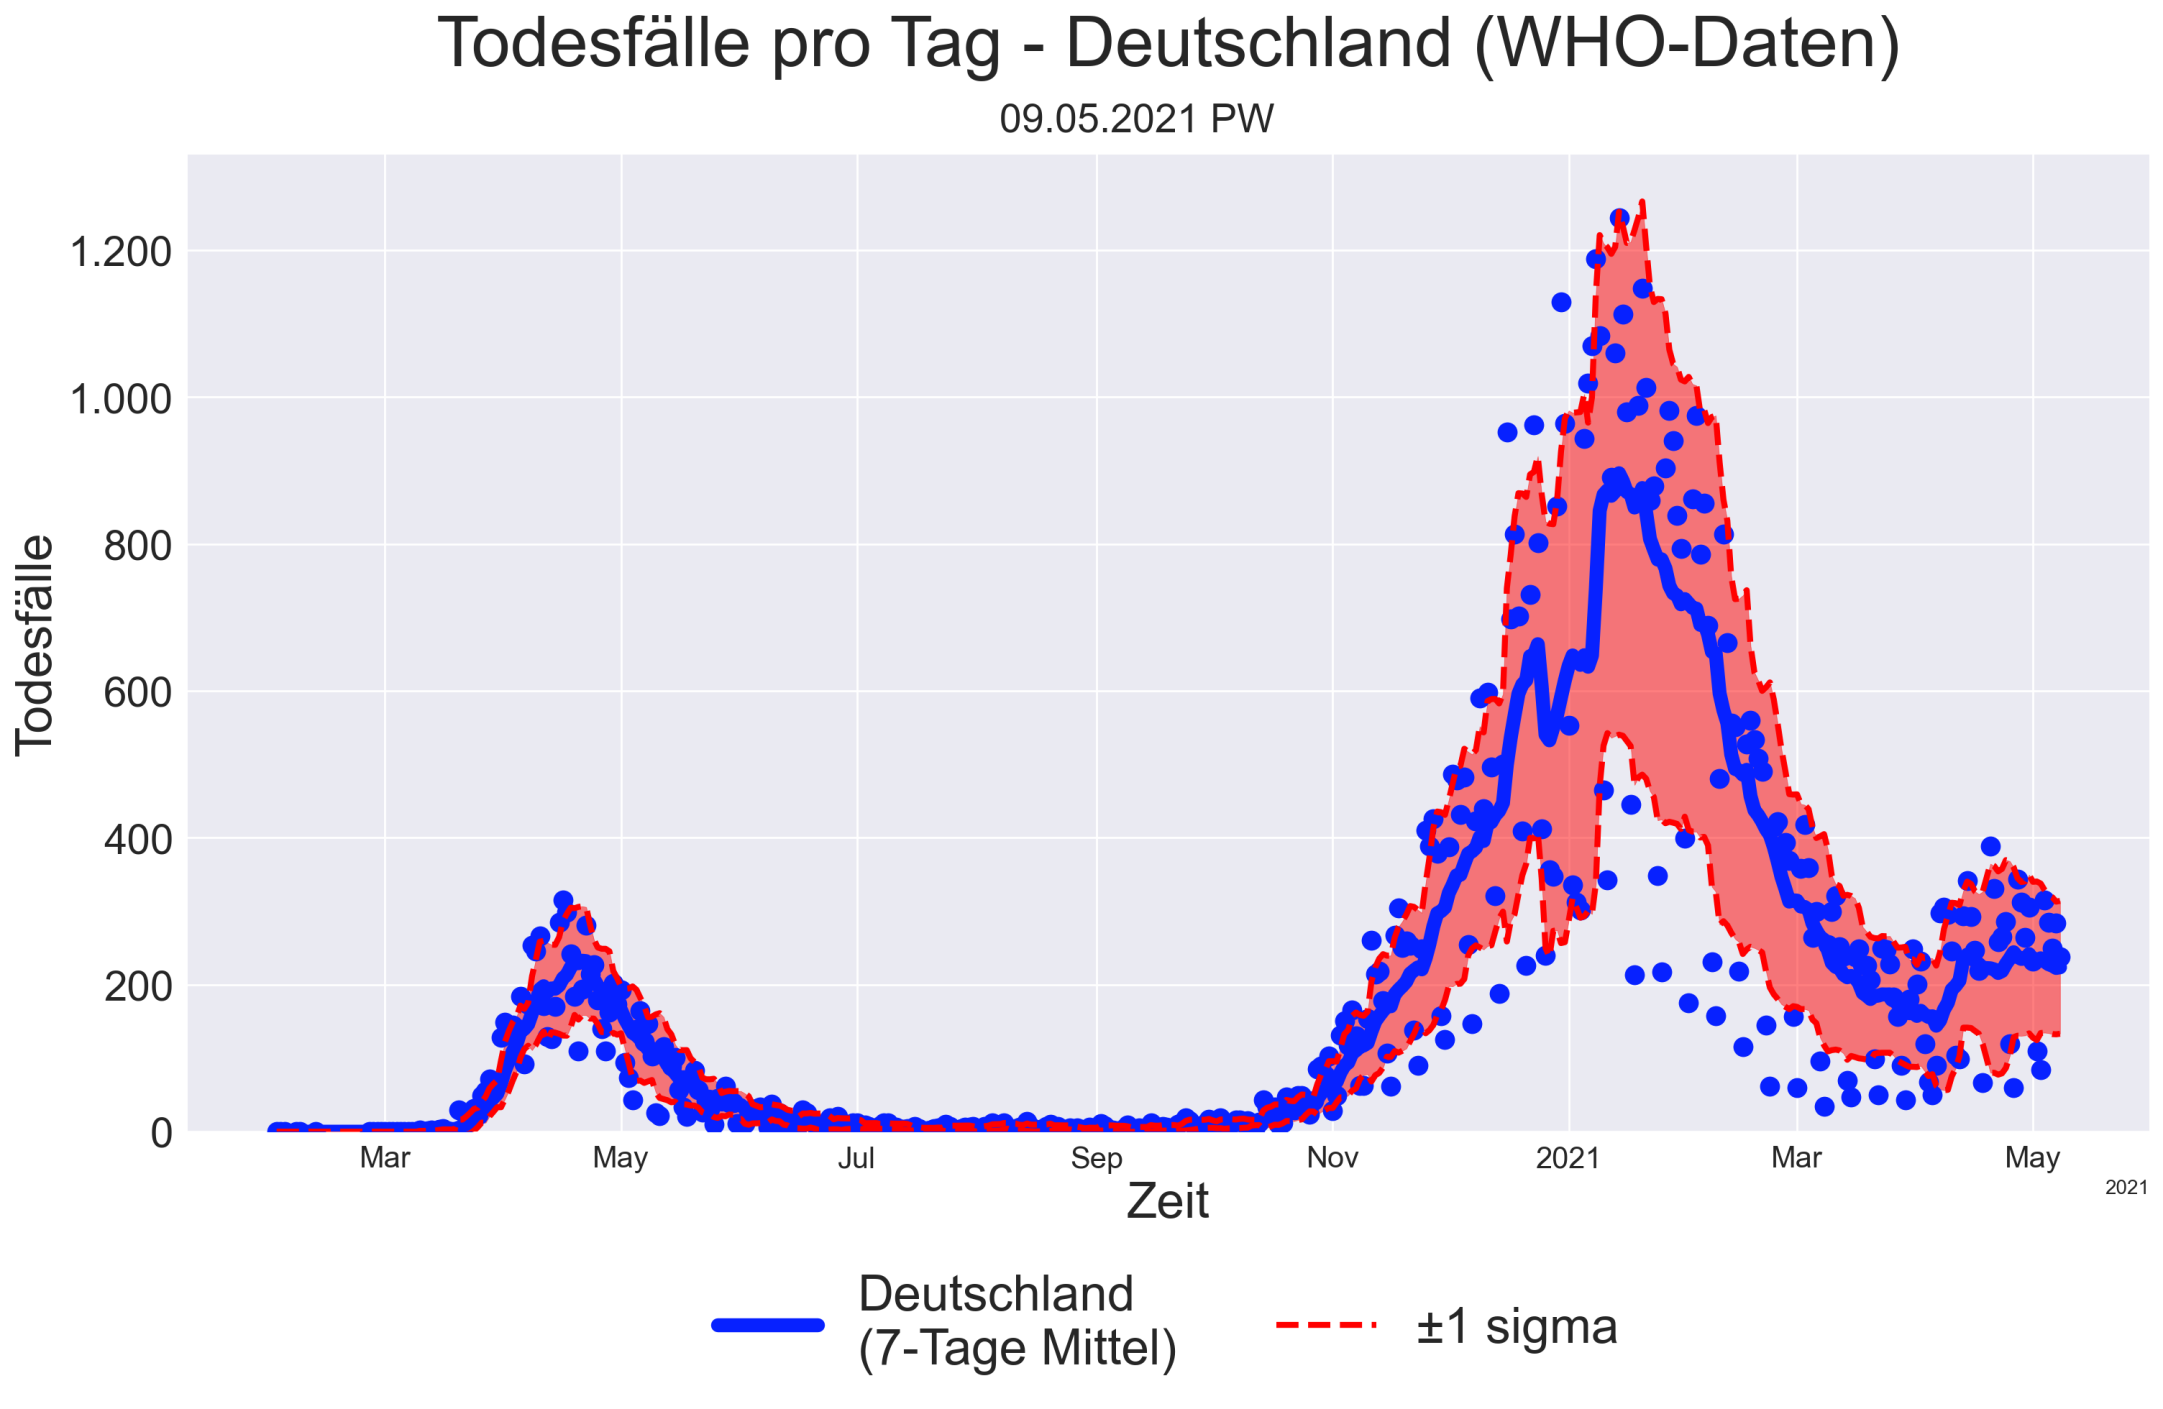 Todesfälle pro Tag - Deutschland (WHO-Daten)
09.05.2021 PW
Todesfälle
1.200
1.000
800
600
400
200
0
Mar May Jul Sep Nov 2021 Mar May
2021
Zeit
Deutschland
(7-Tage Mittel)
±1 sigma